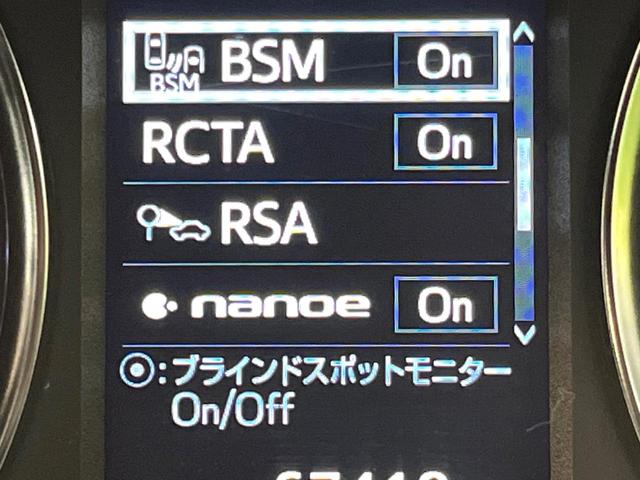 BSM BSM On
RCTA On
RSA
nanoe On
◎:ブラインドスポットモニター
On/Off